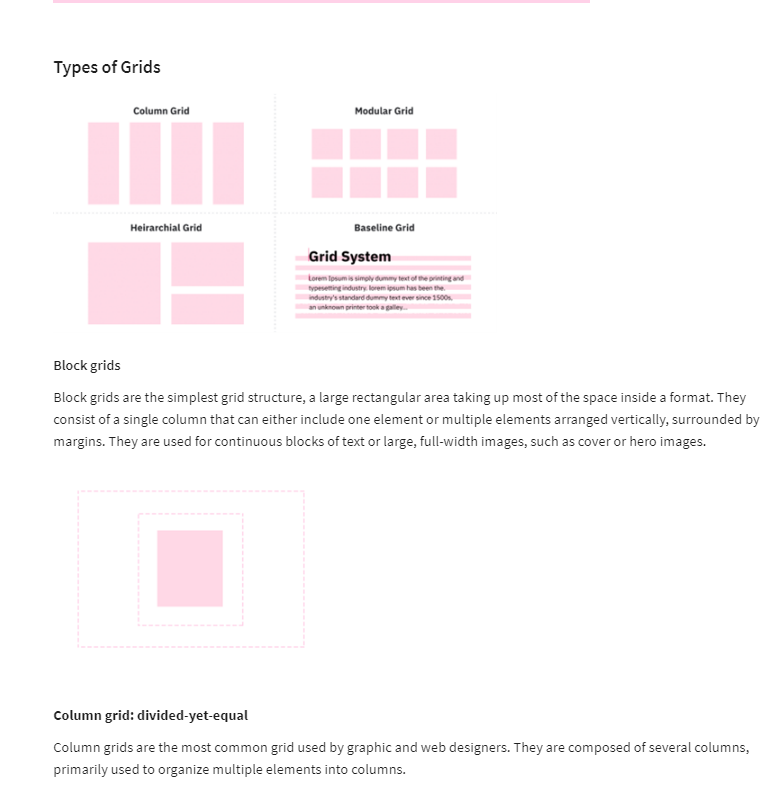 Types of Grids
Column Grid
Modular Grid
Heirarchial Grid
Baseline Grid
Grid System
Lorem Ipsum is simply dummy text of the printing and
typesetting industry. lorem ipsum has been the.
industry's standard dummy text ever since 1500s.
an unknown printer took a galley...
Block grids
Block grids are the simplest grid structure, a large rectangular area taking up most of the space inside a format. They
consist of a single column that can either include one element or multiple elements arranged vertically, surrounded by
margins. They are used for continuous blocks of text or large, full-width images, such as cover or hero images.
Column grid: divided-yet-equal
Column grids are the most common grid used by graphic and web designers. They are composed of several columns,
primarily used to organize multiple elements into columns.